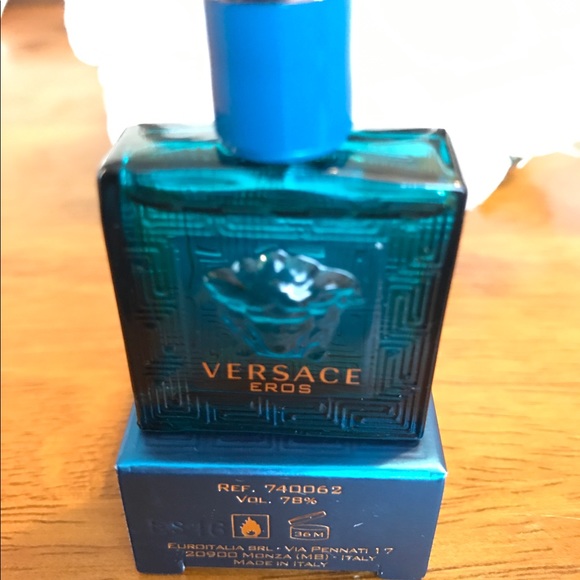 VERSACE
EROS
REF. 740062
VOL. 78%
36 M
EUROITALIA SRL • VIA PENNATI 17
20900 MONZA (MB) • ITALY
MADE IN ITALY